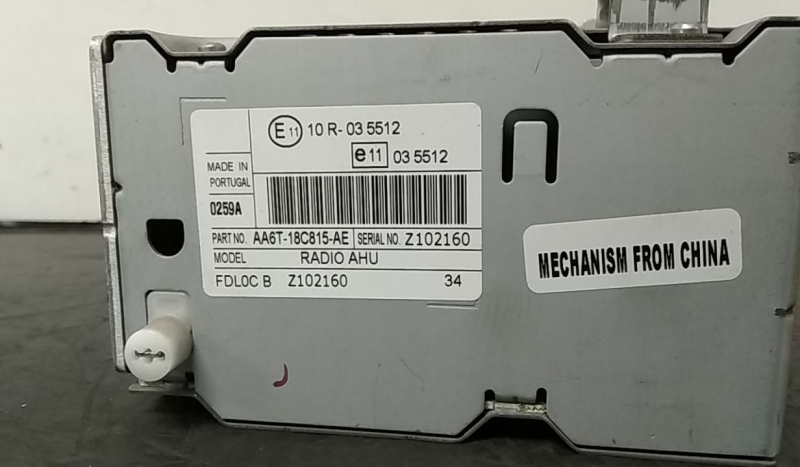 E11 10 R- 03 5512
e11 03 5512
MADE IN
PORTUGAL
0259A
PART NO. AA6T-18C815-AE SERIAL NO. Z102160
MODEL RADIO AHU
FDLOC B Z102160 34
MECHANISM FROM CHINA